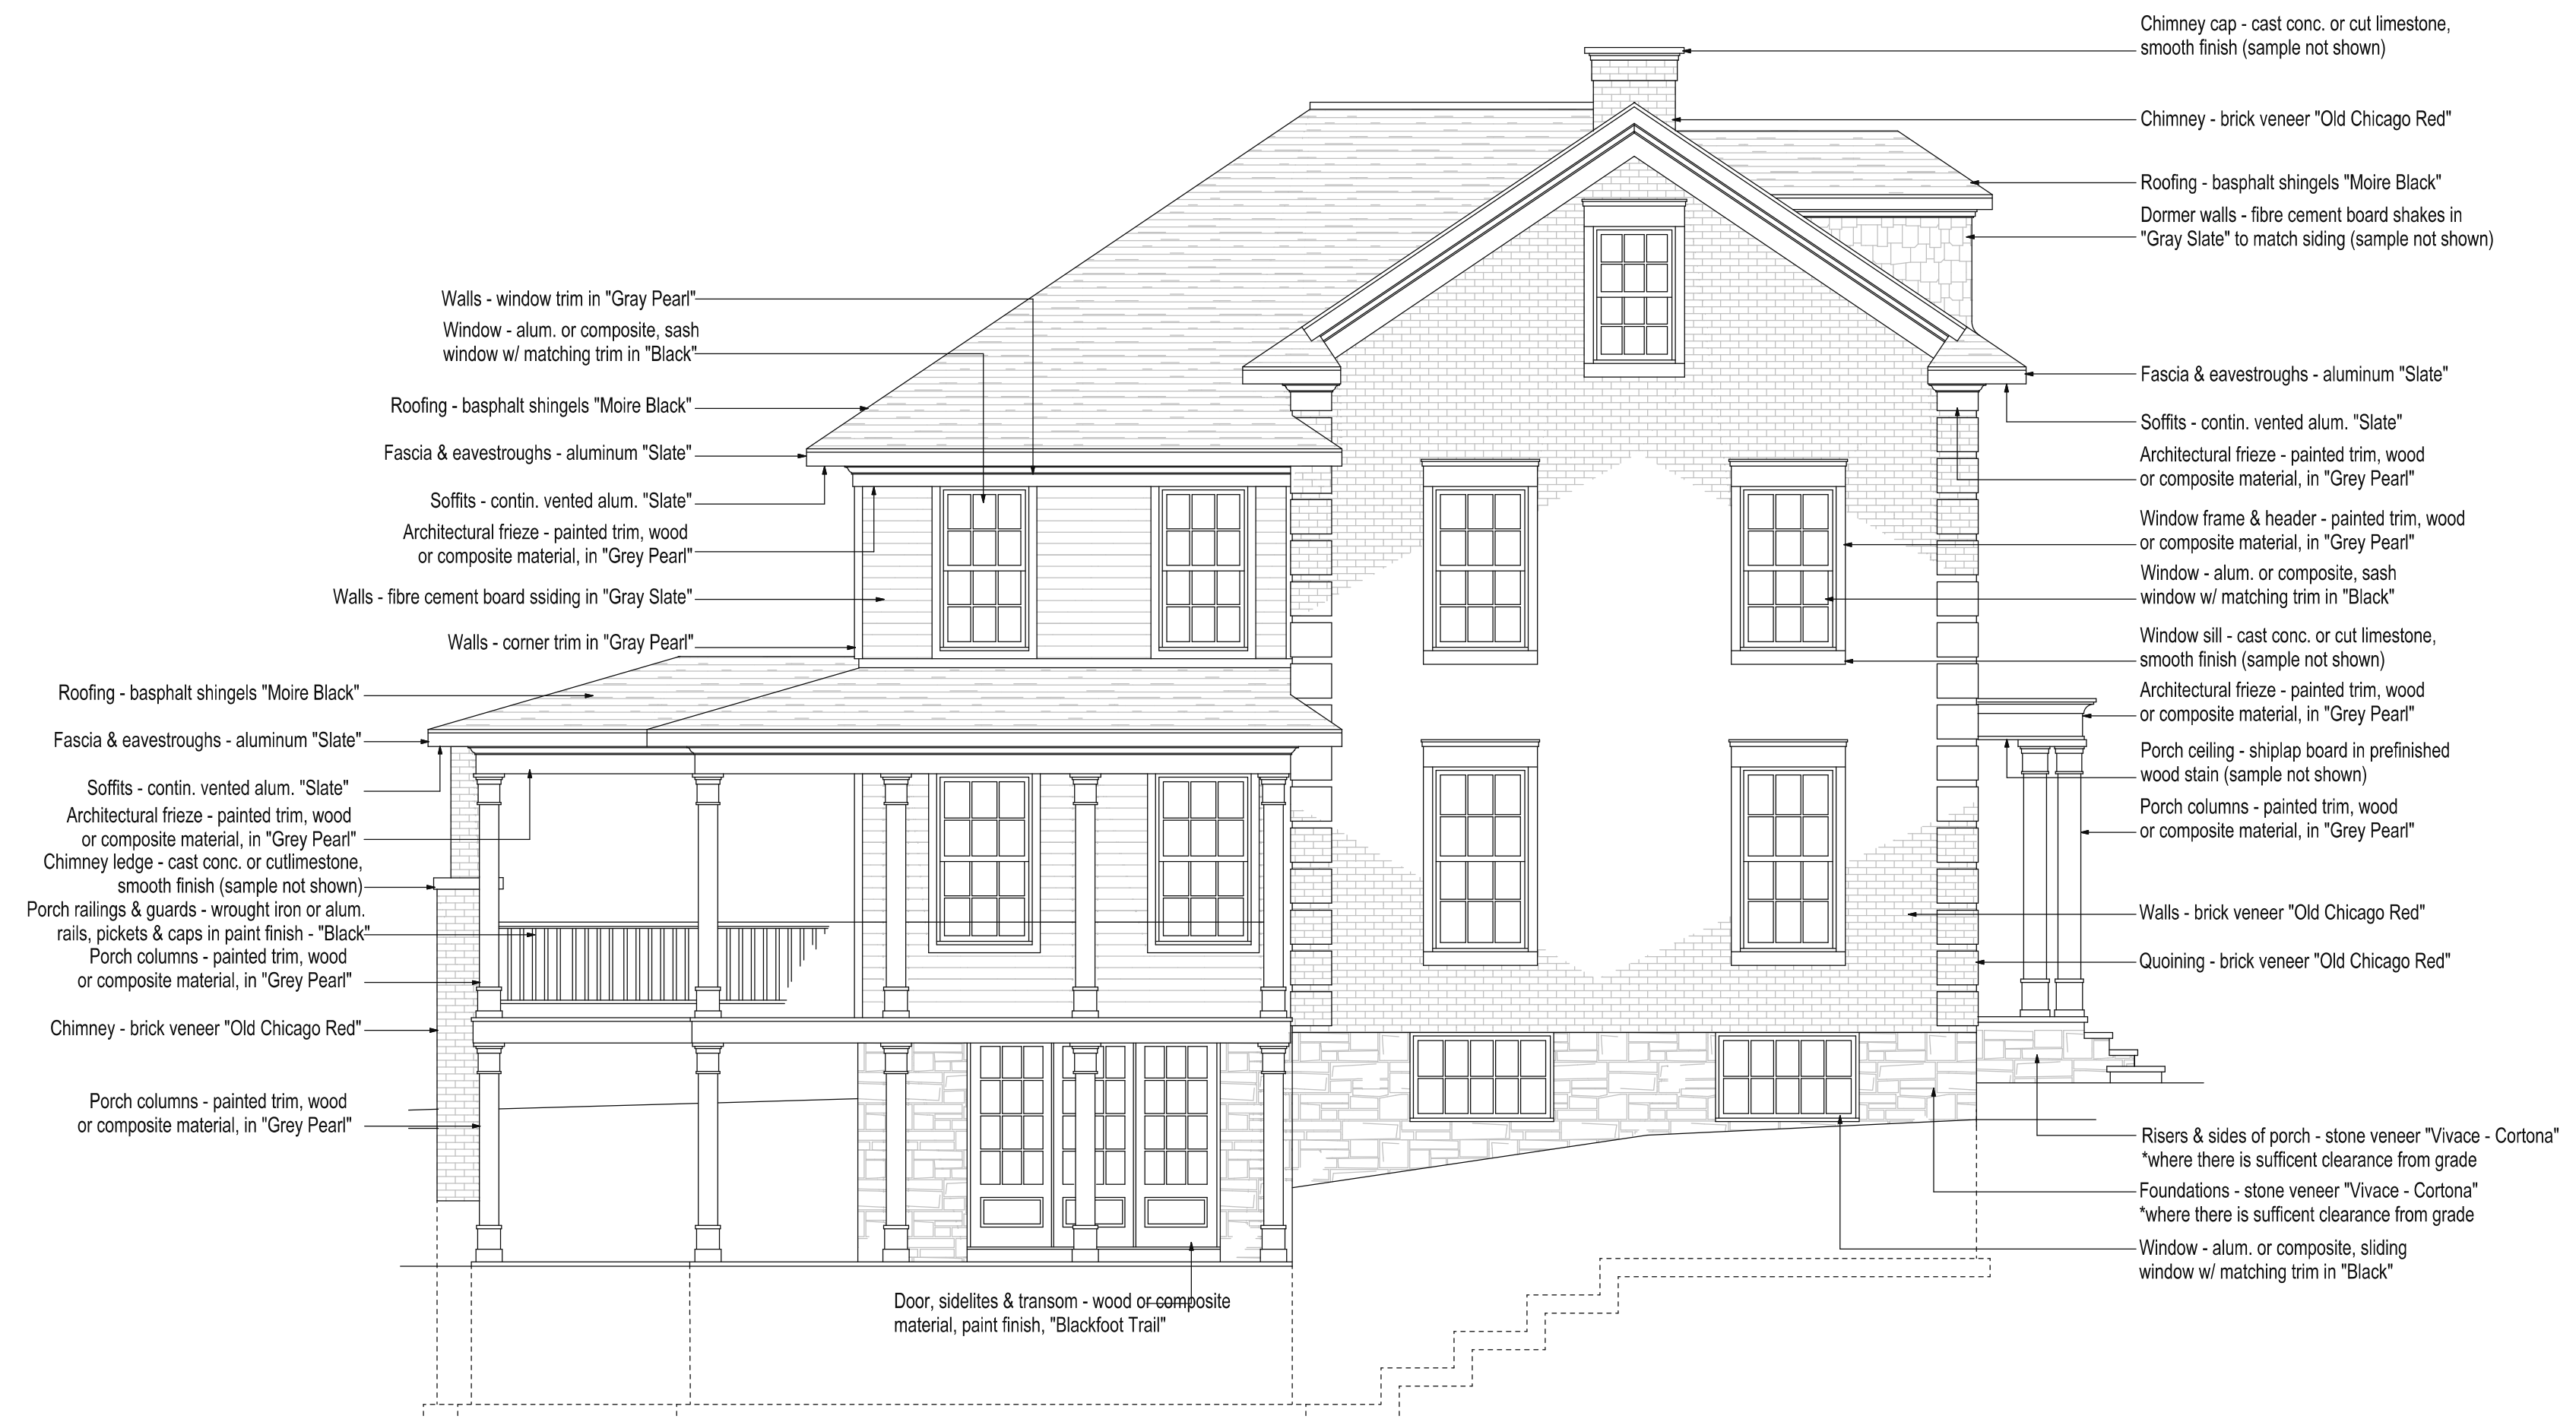 Chimney cap - cast conc. or cut limestone,
smooth finish (sample not shown)
Chimney - brick veneer "Old Chicago Red"
Roofing - basphalt shingels "Moire Black"
Dormer walls - fibre cement board shakes in
"Gray Slate" to match siding (sample not shown)
Fascia & eavestroughs - aluminum "Slate"
Soffits - contin. vented alum. "Slate"
Architectural frieze - painted trim, wood
or composite material, in "Grey Pearl"
Window frame & header - painted trim, wood
or composite material, in "Grey Pearl"
Window - alum. or composite, sash
window w/ matching trim in "Black"
Window sill - cast conc. or cut limestone,
smooth finish (sample not shown)
Architectural frieze - painted trim, wood
or composite material, in "Grey Pearl"
Porch ceiling - shiplap board in prefinished
wood stain (sample not shown)
Porch columns - painted trim, wood
or composite material, in "Grey Pearl"
Walls - brick veneer "Old Chicago Red"
Quoining - brick veneer "Old Chicago Red"
Risers & sides of porch - stone veneer "Vivace - Cortona"
*where there is sufficent clearance from grade
Foundations - stone veneer "Vivace - Cortona"
*where there is sufficent clearance from grade
Window - alum. or composite, sliding
window w/ matching trim in "Black"
Walls - window trim in "Gray Pearl"
Window - alum. or composite, sash
window w/ matching trim in "Black"
Roofing - basphalt shingels "Moire Black"
Fascia & eavestroughs - aluminum "Slate"
Soffits - contin. vented alum. "Slate"
Architectural frieze - painted trim, wood
or composite material, in "Grey Pearl"
Walls - fibre cement board ssiding in "Gray Slate"
Walls - corner trim in "Gray Pearl"
Roofing - basphalt shingels "Moire Black"
Fascia & eavestroughs - aluminum "Slate"
Soffits - contin. vented alum. "Slate"
Architectural frieze - painted trim, wood
or composite material, in "Grey Pearl"
Chimney ledge - cast conc. or cutlimestone,
smooth finish (sample not shown)
Porch railings & guards - wrought iron or alum.
rails, pickets & caps in paint finish - "Black"
Porch columns - painted trim, wood
or composite material, in "Grey Pearl"
Chimney - brick veneer "Old Chicago Red"
Porch columns - painted trim, wood
or composite material, in "Grey Pearl"
Door, sidelites & transom - wood or composite
material, paint finish, "Blackfoot Trail"